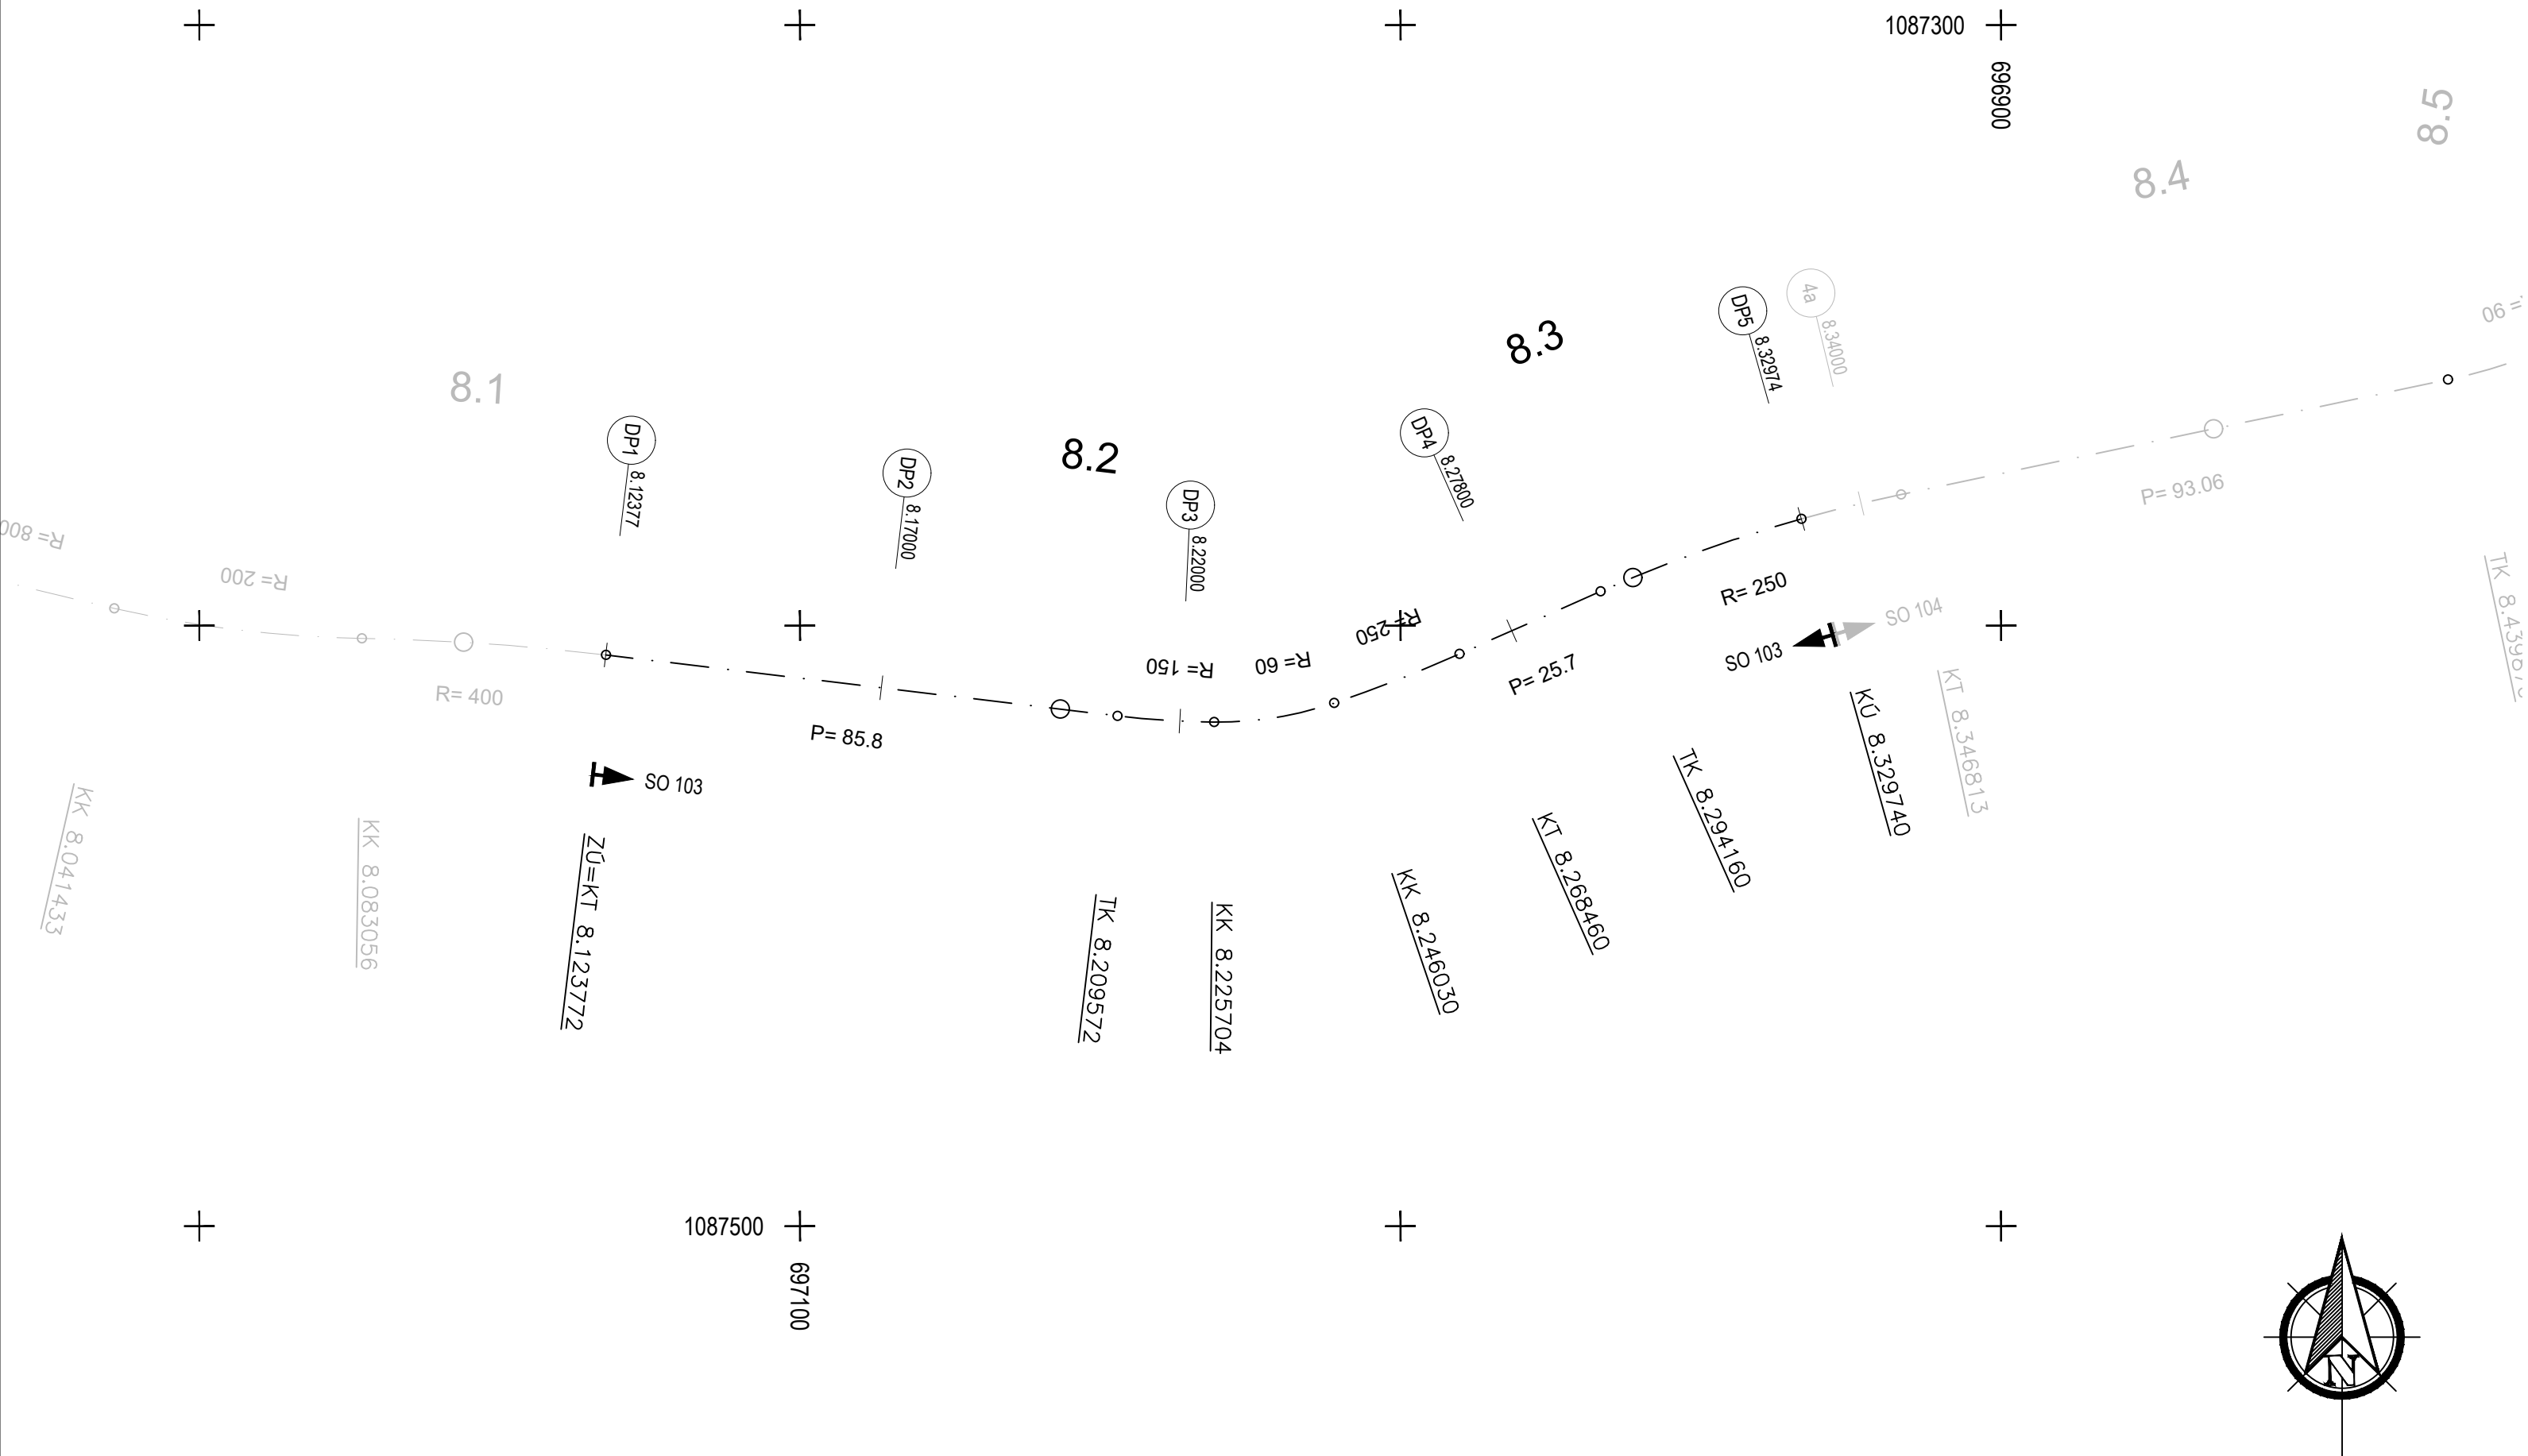 1087300
696900
8.5
8.4
8.3
8.2
8.1
DP1
8.12377
DP2
8.17000
DP3
8.22000
DP4
8.27800
DP5
8.32974
4a
8.34000
R= 800
R= 200
R= 400
P= 85.8
R= 150
R= 60
R=250
P= 25.7
R= 250
P= 93.06
= 90
SO 103
SO 103
SO 104
KK 8.041433
KK 8.083056
ZÚ=KT 8.123772
TK 8.209572
KK 8.225704
KK 8.246030
KT 8.268460
TK 8.294160
KÚ 8.329740
KT 8.346813
1087500
697100
N